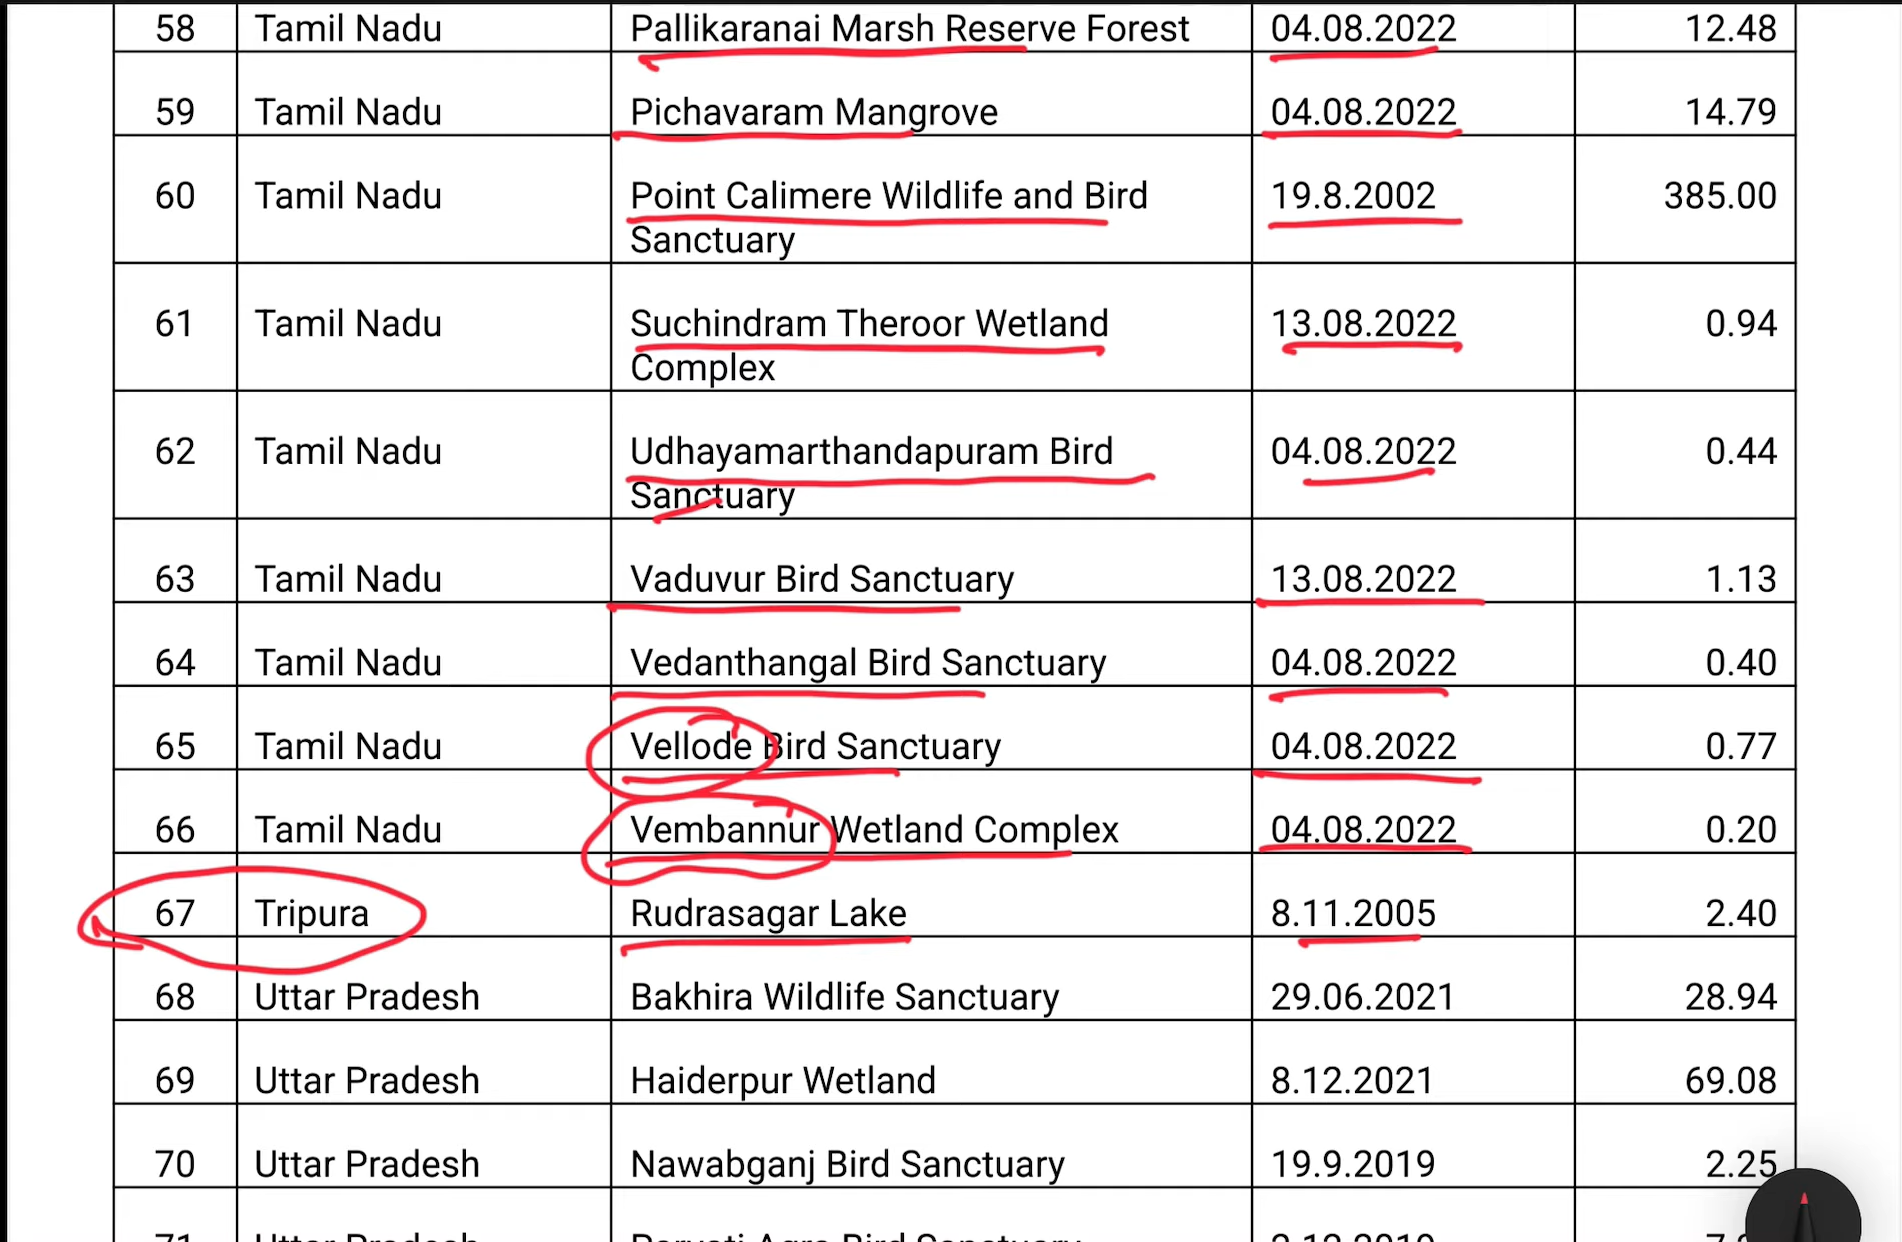 58 Tamil Nadu Pallikaranai Marsh Reserve Forest 04.08.2022 12.48
59 Tamil Nadu Pichavaram Mangrove 04.08.2022 14.79
60 Tamil Nadu Point Calimere Wildlife and Bird 19.8.2002 385.00
Sanctuary
61 Tamil Nadu Suchindram Theroor Wetland 13.08.2022 0.94
Complex
62 Tamil Nadu Udhayamarthandapuram Bird 04.08.2022 0.44
Sanctuary
63 Tamil Nadu Vaduvur Bird Sanctuary 13.08.2022 1.13
64 Tamil Nadu Vedanthangal Bird Sanctuary 04.08.2022 0.40
65 Tamil Nadu Vellode Bird Sanctuary 04.08.2022 0.77
66 Tamil Nadu Vembannur Wetland Complex 04.08.2022 0.20
67 Tripura Rudrasagar Lake 8.11.2005 2.40
68 Uttar Pradesh Bakhira Wildlife Sanctuary 29.06.2021 28.94
69 Uttar Pradesh Haiderpur Wetland 8.12.2021 69.08
70 Uttar Pradesh Nawabganj Bird Sanctuary 19.9.2019 2.25
71 Uttar Pradesh Agra Bird Sanctuary